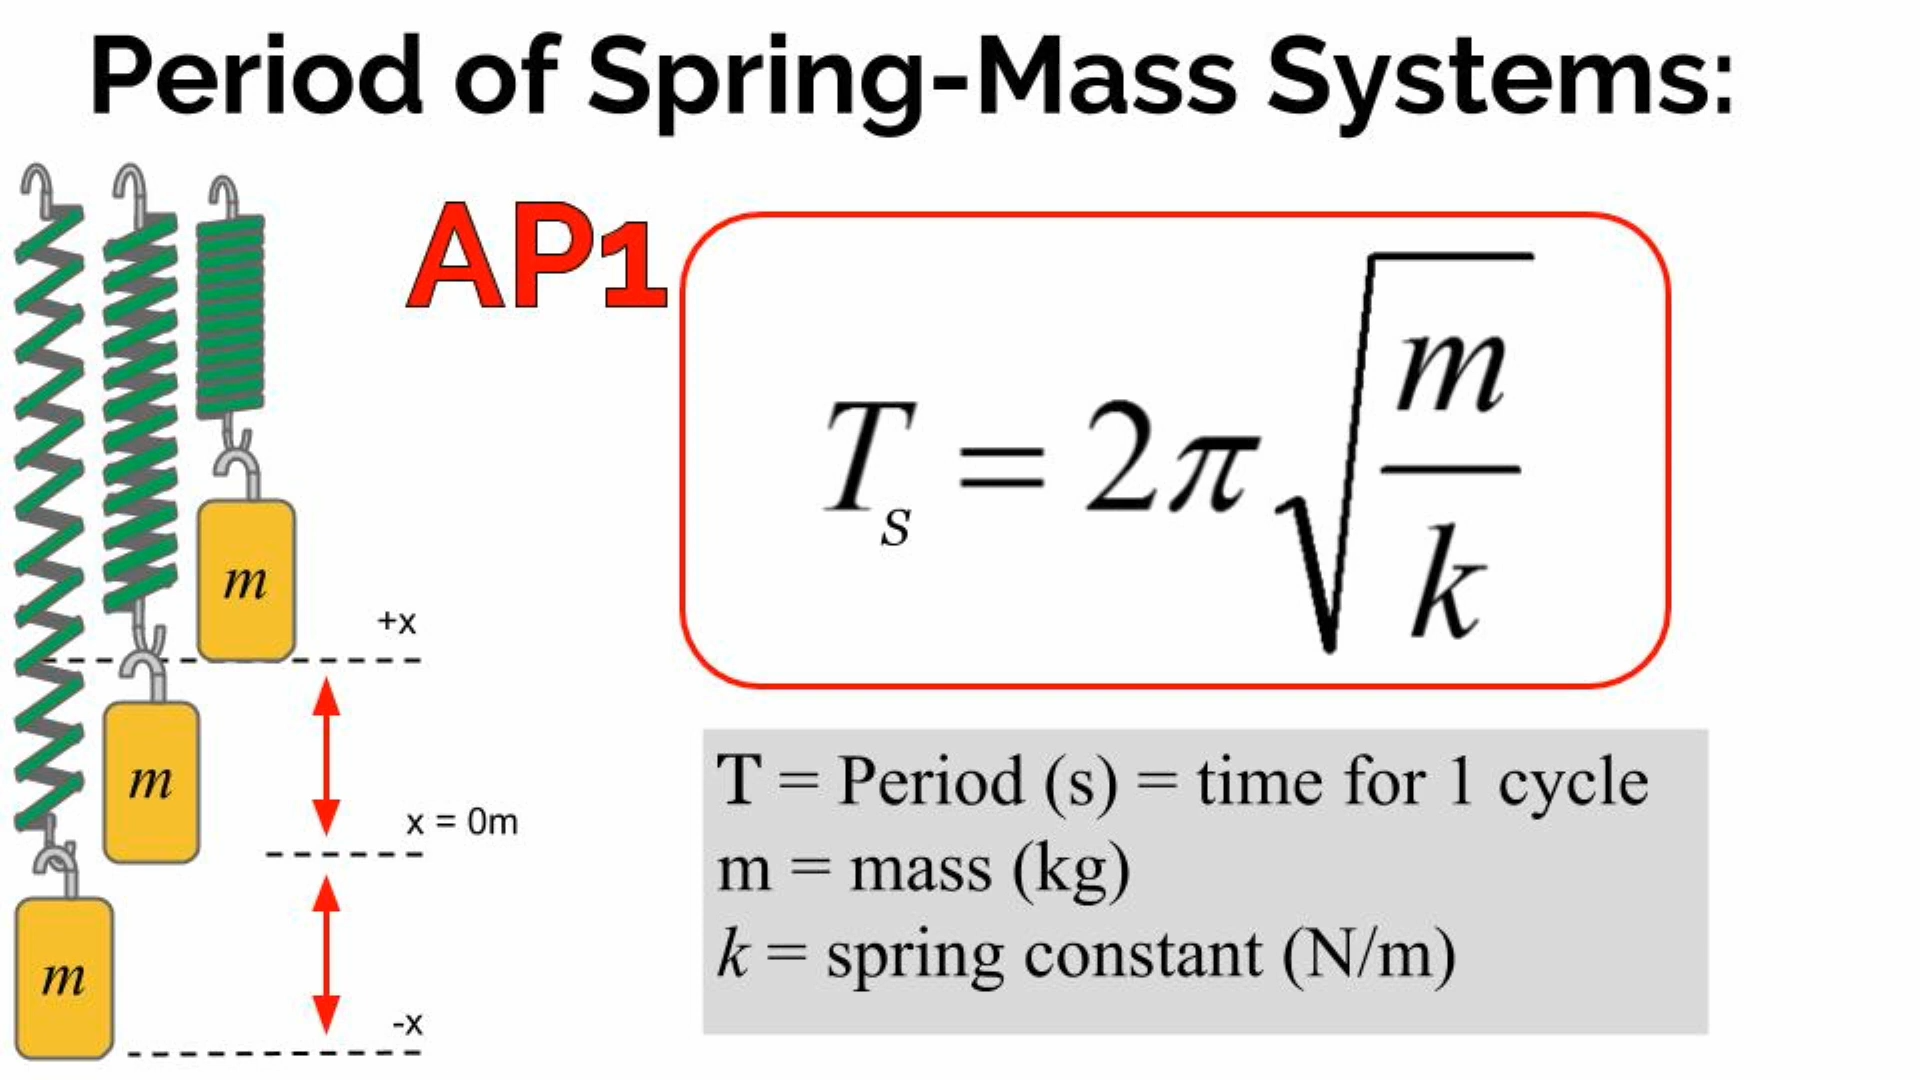 Period of Spring-Mass Systems:
AP1
T_s = 2π√(m/k)
m
+x
m
x = 0m
m
-x
T = Period (s) = time for 1 cycle
m = mass (kg)
k = spring constant (N/m)